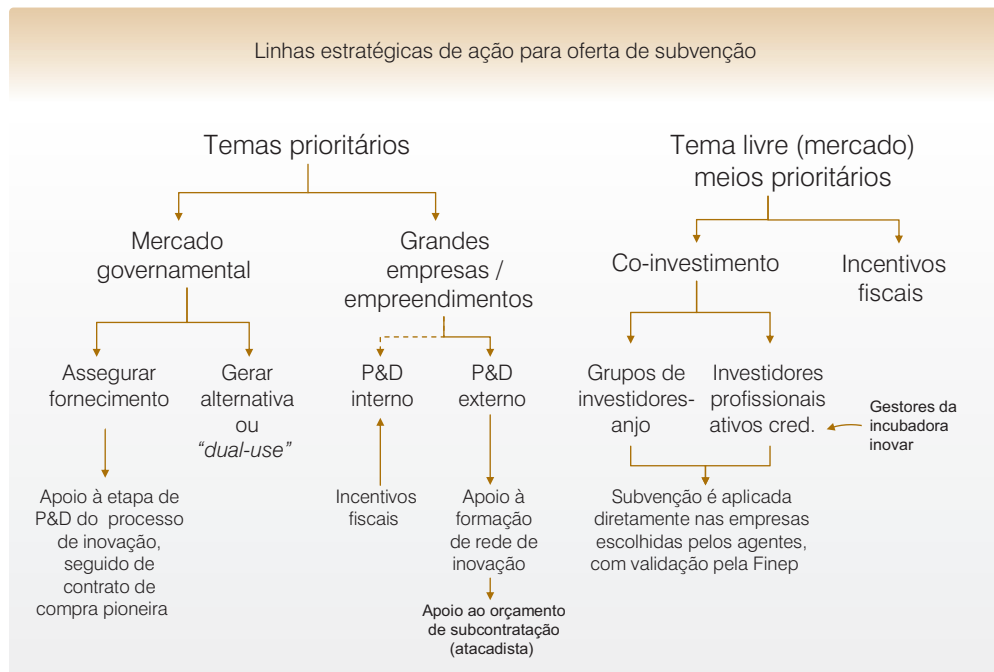 Linhas estratégicas de ação para oferta de subvenção
Temas prioritários
Tema livre (mercado)
meios prioritários
Mercado
governamental
Grandes
empresas /
empreendimentos
Co-investimento
Incentivos
fiscais
Assegurar
fornecimento
Gerar
alternativa
ou
“dual-use”
P&D
interno
P&D
externo
Grupos de
investidores-
anjo
Investidores
profissionais
ativos cred.
Gestores da
incubadora
inovar
Apoio à etapa de
P&D do processo
de inovação,
seguido de
contrato de
compra pioneira
Incentivos
fiscais
Apoio à
formação
de rede de
inovação
Subvenção é aplicada
diretamente nas empresas
escolhidas pelos agentes,
com validação pela Finep
Apoio ao orçamento
de subcontratação
(atacadista)